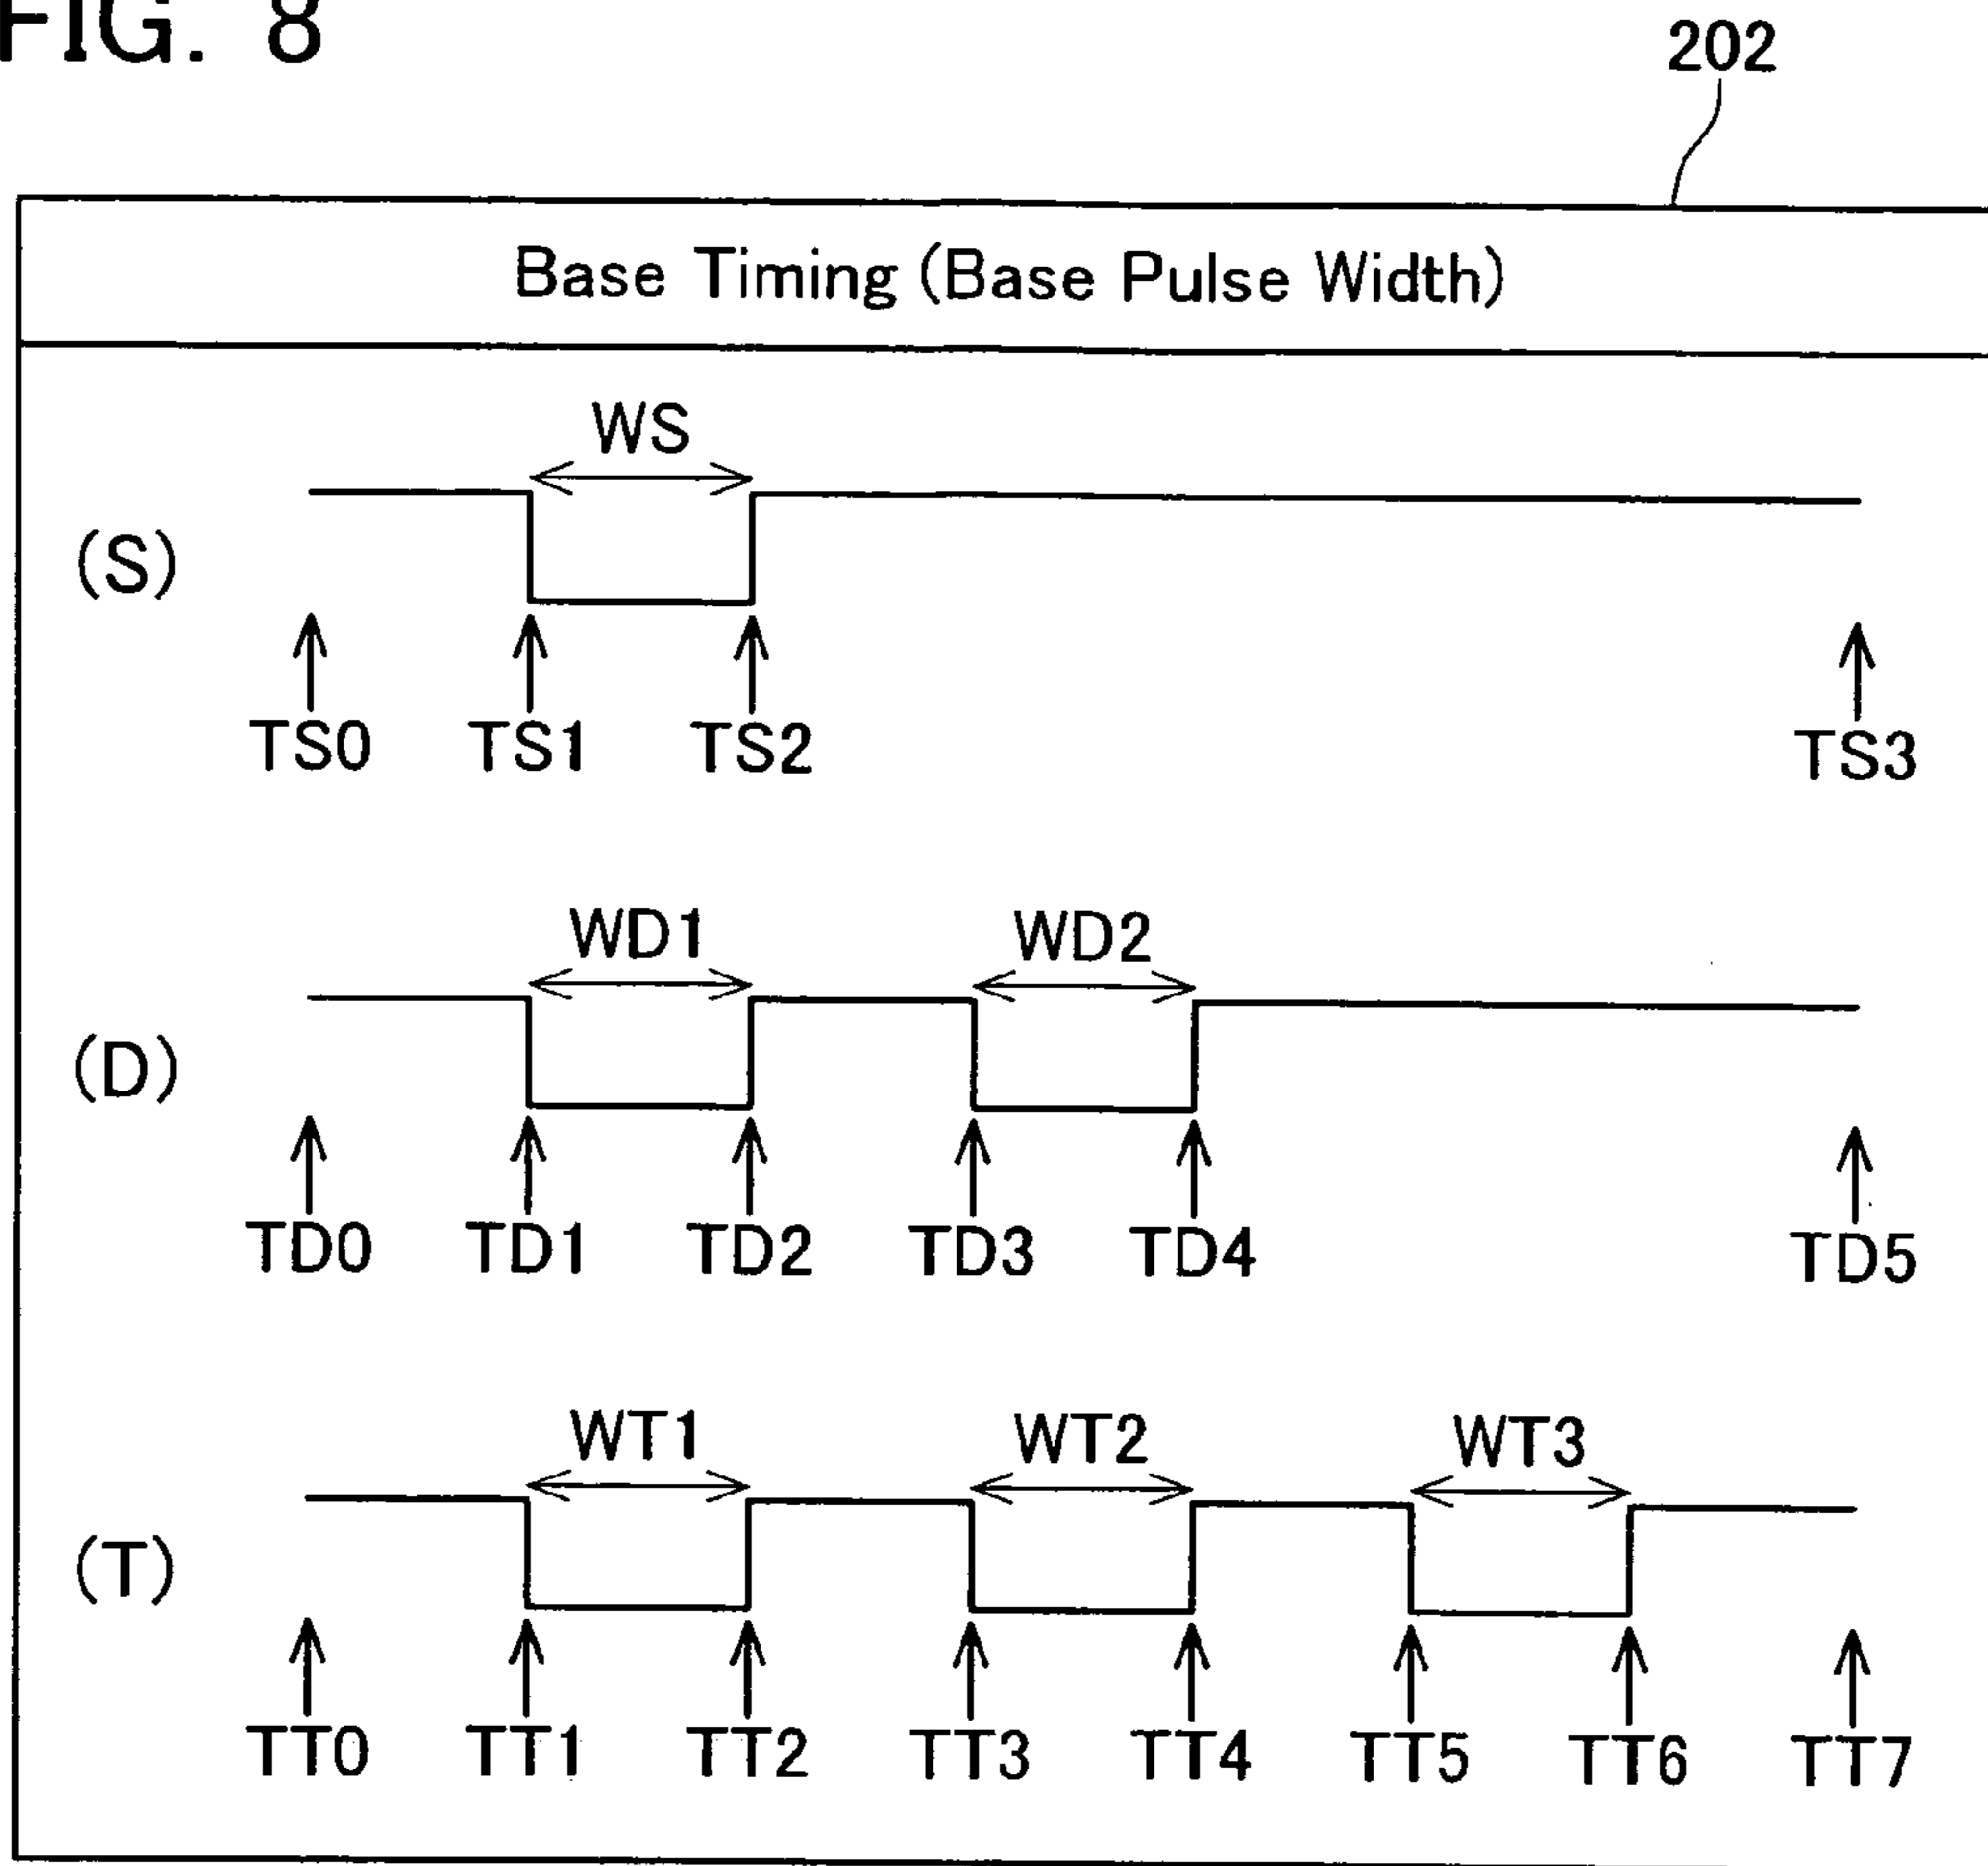 FIG. 8
202
Base Timing (Base Pulse Width)
WS
(S)
TS0 TS1 TS2 TS3
WD1 WD2
(D)
TD0 TD1 TD2 TD3 TD4 TD5
WT1 WT2 WT3
(T)
TT0 TT1 TT2 TT3 TT4 TT5 TT6 TT7